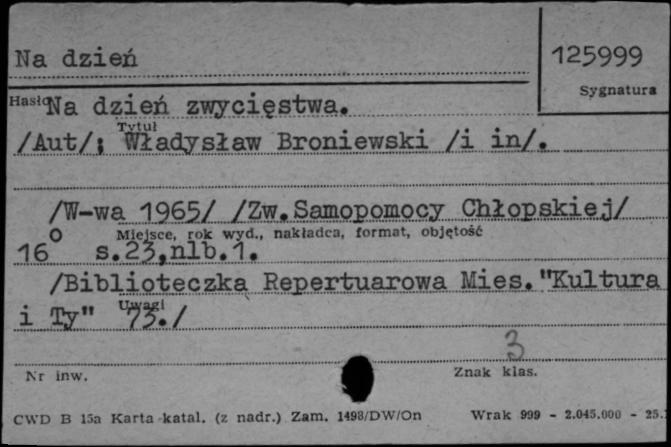 Na dzień
125999
Sygnatura
Hasło
Na dzień zwycięstwa.
Tytuł
/Aut/; Władysław Broniewski /i in/.
/W-wa 1965/ /Zw.Samopomocy Chłopskiej/
Miejsce, rok wyd., nakładca, format, objętość
16° s.23,nlb.1.
/Biblioteczka Repertuarowa Mies."Kultura
Uwagi
i Ty" 73./
3
Nr inw.
Znak klas.
CWD B 15a Karta katal. (z nadr.) Zam. 1498/DW/On
Wrak 999 - 2.045.000 - 25.